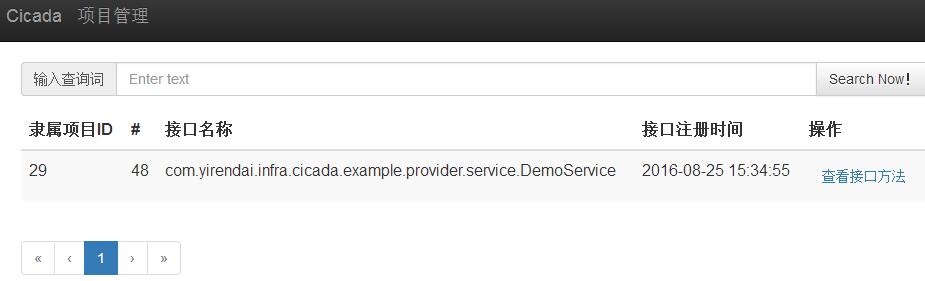 Cicada 项目管理
输入查询词 Enter text Search Now!
隶属项目ID # 接口名称 接口注册时间 操作
29 48 com.yirendai.infra.cicada.example.provider.service.DemoService 2016-08-25 15:34:55 查看接口方法
« ‹ 1 › »